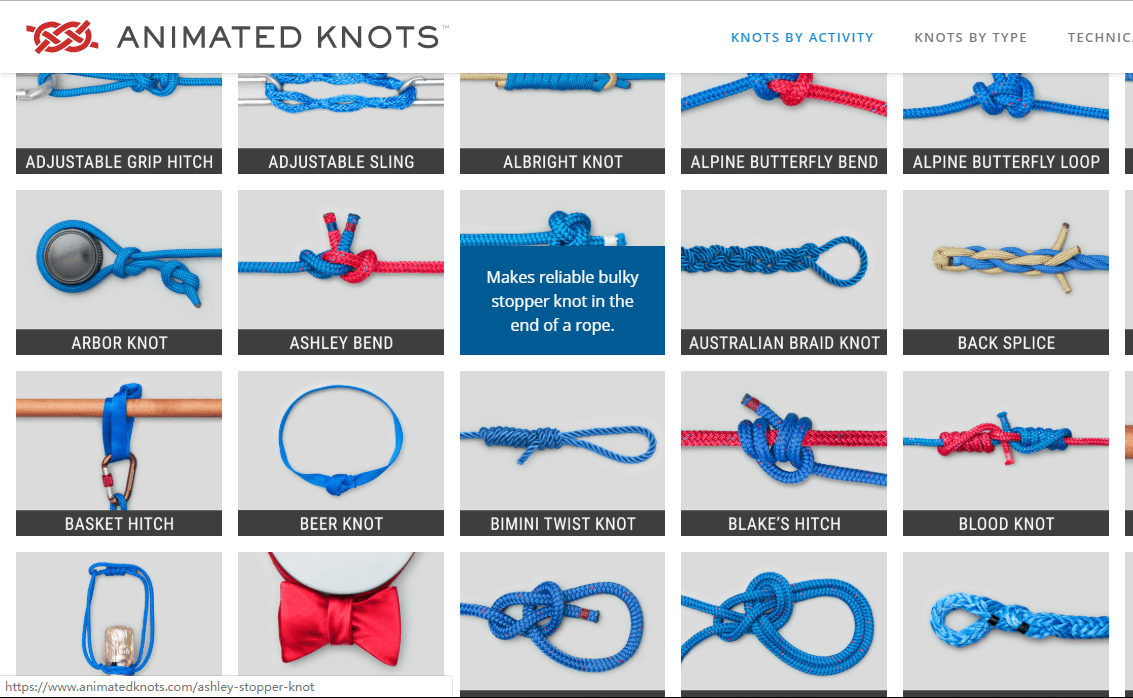 ANIMATED KNOTS™
KNOTS BY ACTIVITY
KNOTS BY TYPE
TECHNIC
ADJUSTABLE GRIP HITCH
ADJUSTABLE SLING
ALBRIGHT KNOT
ALPINE BUTTERFLY BEND
ALPINE BUTTERFLY LOOP
ARBOR KNOT
ASHLEY BEND
Makes reliable bulky
stopper knot in the
end of a rope.
AUSTRALIAN BRAID KNOT
BACK SPLICE
BASKET HITCH
BEER KNOT
BIMINI TWIST KNOT
BLAKE'S HITCH
BLOOD KNOT
https://www.animatedknots.com/ashley-stopper-knot